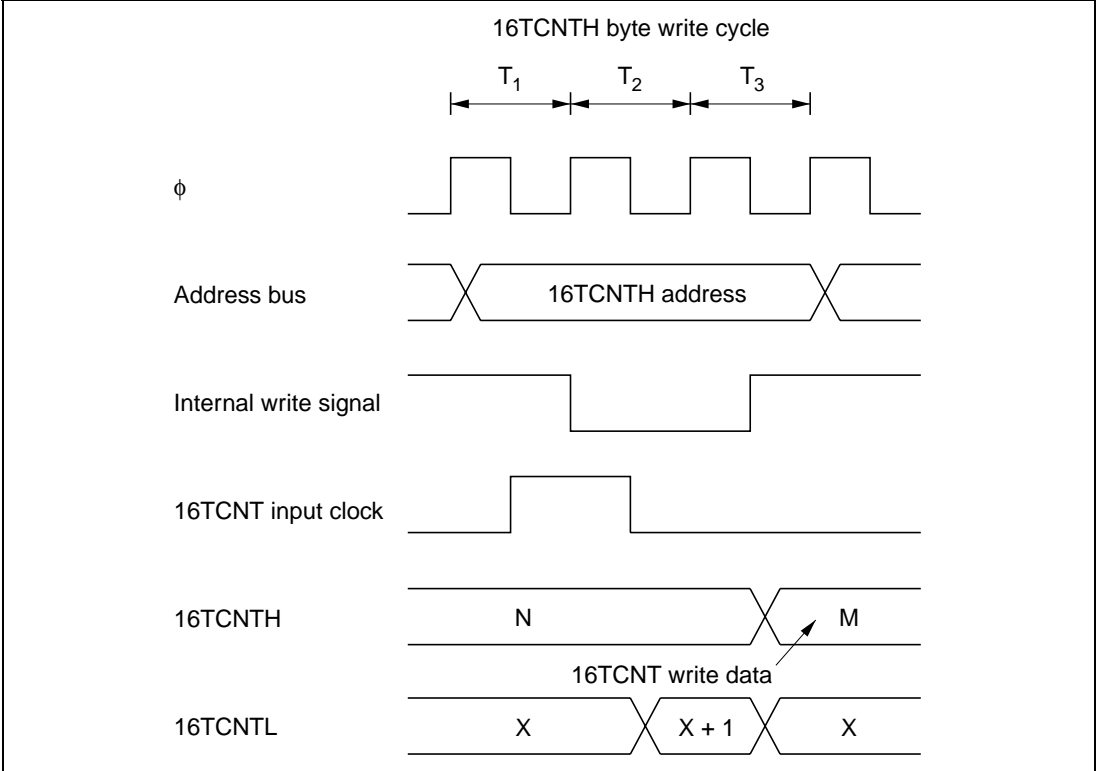 16TCNTH byte write cycle
T1 T2 T3
φ
Address bus
16TCNTH address
Internal write signal
16TCNT input clock
16TCNTH
N
M
16TCNT write data
16TCNTL
X
X + 1
X